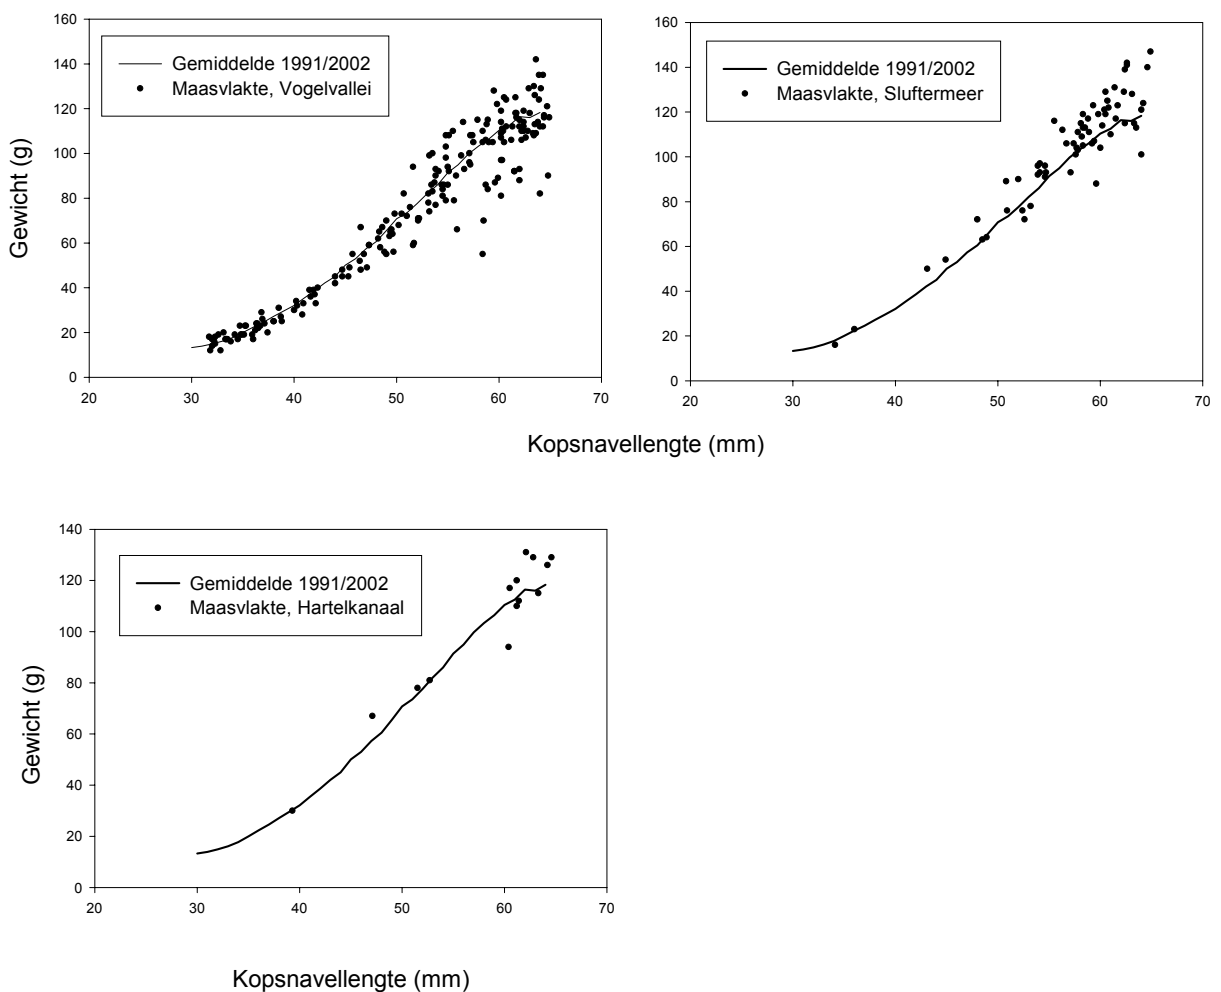 160
140
120
100
80
60
40
20
0
Gewicht (g)
Gemiddelde 1991/2002
Maasvlakte, Vogelvallei
20 30 40 50 60 70
160
140
120
100
80
60
40
20
0
Gemiddelde 1991/2002
Maasvlakte, Sluftermeer
20 30 40 50 60 70
Kopsnavellengte (mm)
140
120
100
80
60
40
20
0
Gewicht (g)
Gemiddelde 1991/2002
Maasvlakte, Hartelkanaal
20 30 40 50 60 70
Kopsnavellengte (mm)